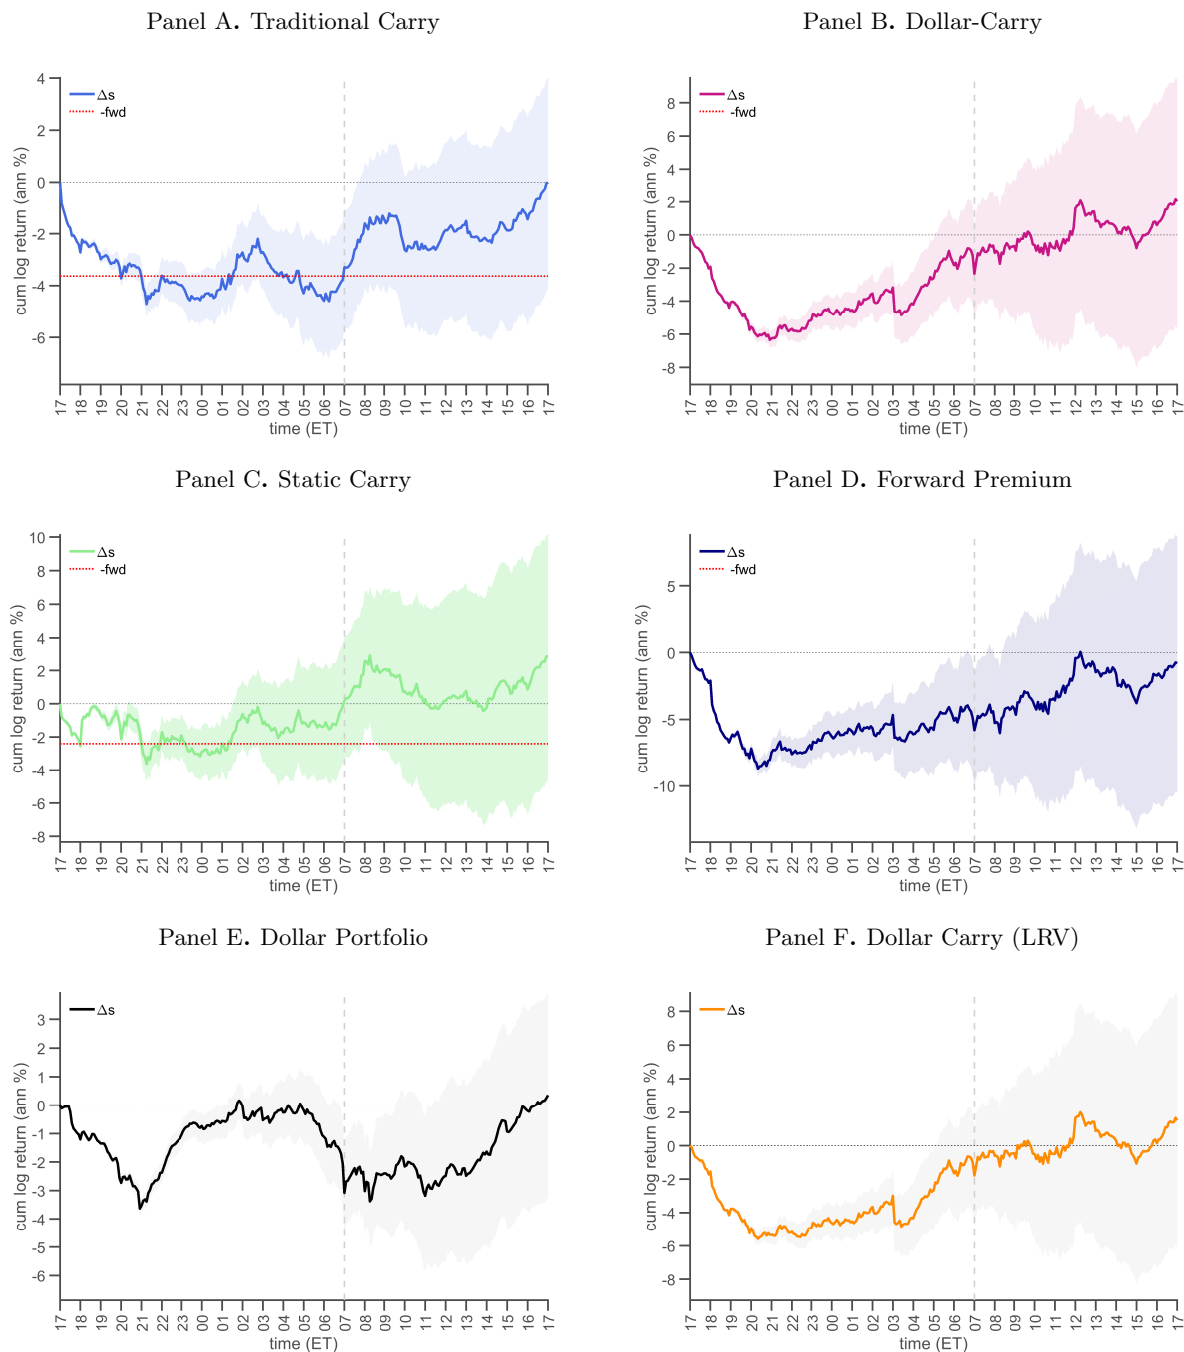 Panel A. Traditional Carry
Δs
-fwd
cum log return (ann %)
4
2
0
-2
-4
-6
17 18 19 20 21 22 23 00 01 02 03 04 05 06 07 08 09 10 11 12 13 14 15 16 17
time (ET)
Panel B. Dollar-Carry
Δs
-fwd
cum log return (ann %)
8
6
4
2
0
-2
-4
-6
-8
17 18 19 20 21 22 23 00 01 02 03 04 05 06 07 08 09 10 11 12 13 14 15 16 17
time (ET)
Panel C. Static Carry
Δs
-fwd
cum log return (ann %)
10
8
6
4
2
0
-2
-4
-6
-8
17 18 19 20 21 22 23 00 01 02 03 04 05 06 07 08 09 10 11 12 13 14 15 16 17
time (ET)
Panel D. Forward Premium
Δs
-fwd
cum log return (ann %)
5
0
-5
-10
17 18 19 20 21 22 23 00 01 02 03 04 05 06 07 08 09 10 11 12 13 14 15 16 17
time (ET)
Panel E. Dollar Portfolio
Δs
cum log return (ann %)
3
2
1
0
-1
-2
-3
-4
-5
-6
17 18 19 20 21 22 23 00 01 02 03 04 05 06 07 08 09 10 11 12 13 14 15 16 17
time (ET)
Panel F. Dollar Carry (LRV)
Δs
cum log return (ann %)
8
6
4
2
0
-2
-4
-6
-8
17 18 19 20 21 22 23 00 01 02 03 04 05 06 07 08 09 10 11 12 13 14 15 16 17
time (ET)